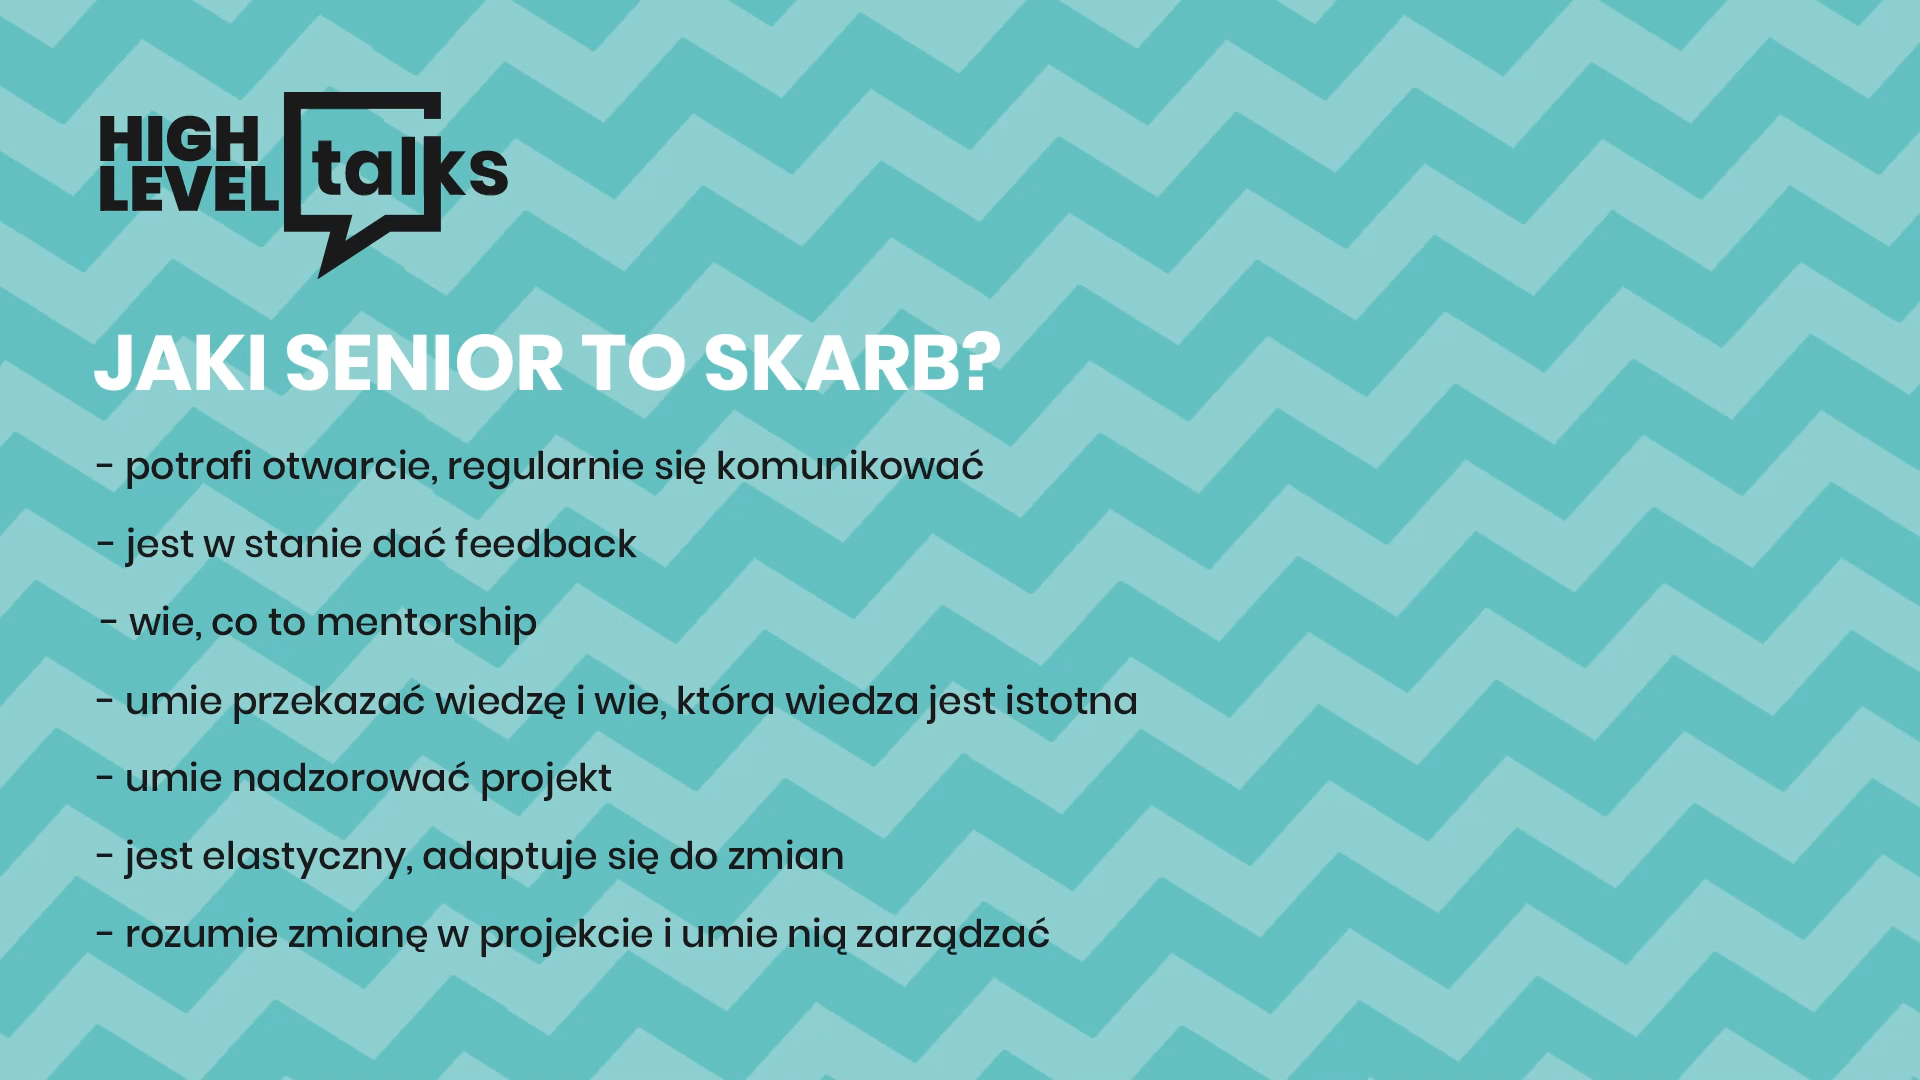 HIGH
LEVEL
talks
JAKI SENIOR TO SKARB?
- potrafi otwarcie, regularnie się komunikować
- jest w stanie dać feedback
- wie, co to mentorship
- umie przekazać wiedzę i wie, która wiedza jest istotna
- umie nadzorować projekt
- jest elastyczny, adaptuje się do zmian
- rozumie zmianę w projekcie i umie nią zarządzać